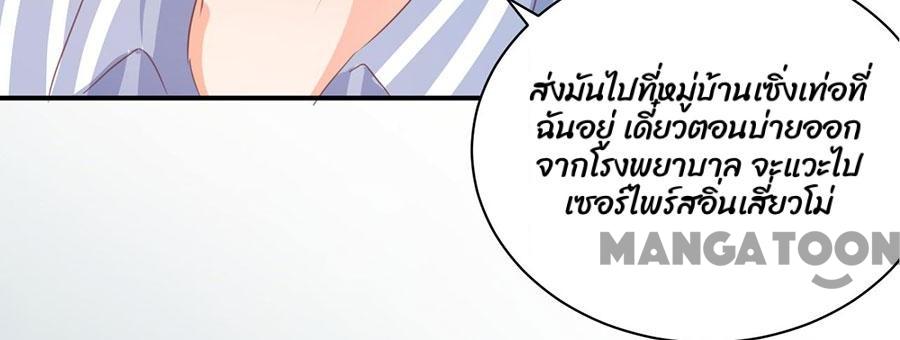 ส่งมันไปที่หมู่บ้านเซิ่งเท่อที่
ฉันอยู่ เดี๋ยวตอนบ่ายออก
จากโรงพยาบาล จะแวะไป
เซอร์ไพร์สอิ่นเสี่ยวโม่
MANGATOON